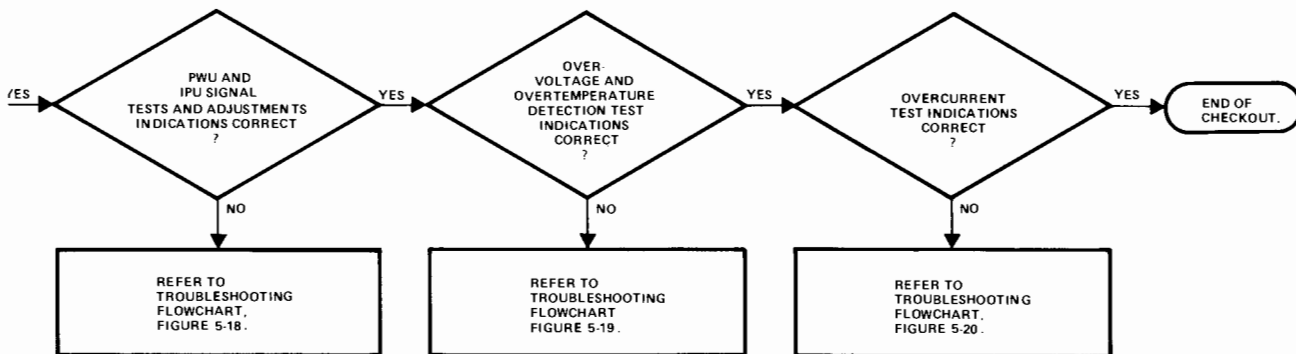 YES
PWU AND
IPU SIGNAL
TESTS AND ADJUSTMENTS
INDICATIONS CORRECT
?
YES
OVER-
VOLTAGE AND
OVERTEMPERATURE
DETECTION TEST
INDICATIONS
CORRECT
?
YES
OVERCURRENT
TEST INDICATIONS
CORRECT
?
YES
END OF
CHECKOUT.
NO
NO
NO
REFER TO
TROUBLESHOOTING
FLOWCHART,
FIGURE 5-18.
REFER TO
TROUBLESHOOTING
FLOWCHART
FIGURE 5-19.
REFER TO
TROUBLESHOOTING
FLOWCHART,
FIGURE 5-20.